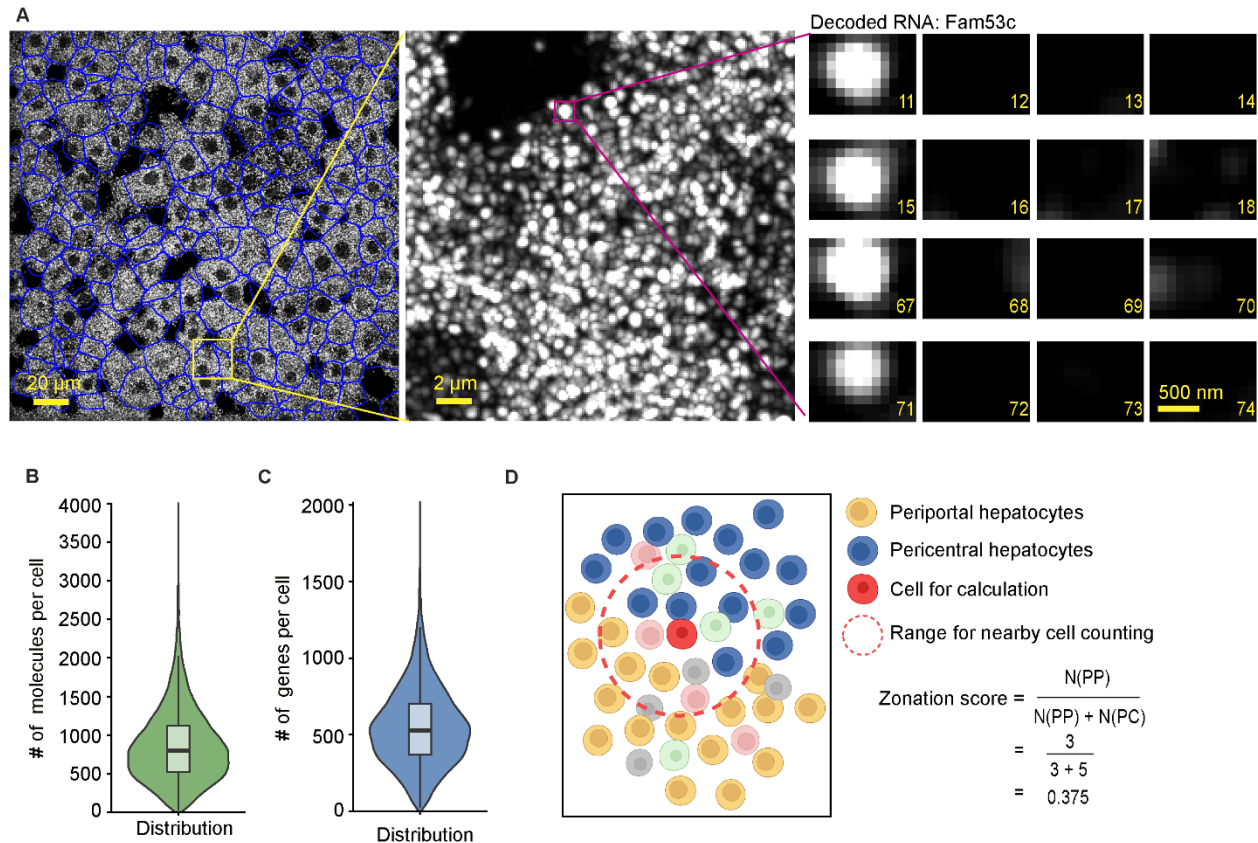 A
Decoded RNA: Fam53c
20 µm
2 µm
11
12
13
14
15
16
17
18
67
68
69
70
71
72
73
74
500 nm
B
# of molecules per cell
4000
3500
3000
2500
2000
1500
1000
500
0
Distribution
C
# of genes per cell
2000
1500
1000
500
0
Distribution
D
Periportal hepatocytes
Pericentral hepatocytes
Cell for calculation
Range for nearby cell counting
Zonation score = N(PP)
N(PP) + N(PC)
= 3
3 + 5
= 0.375